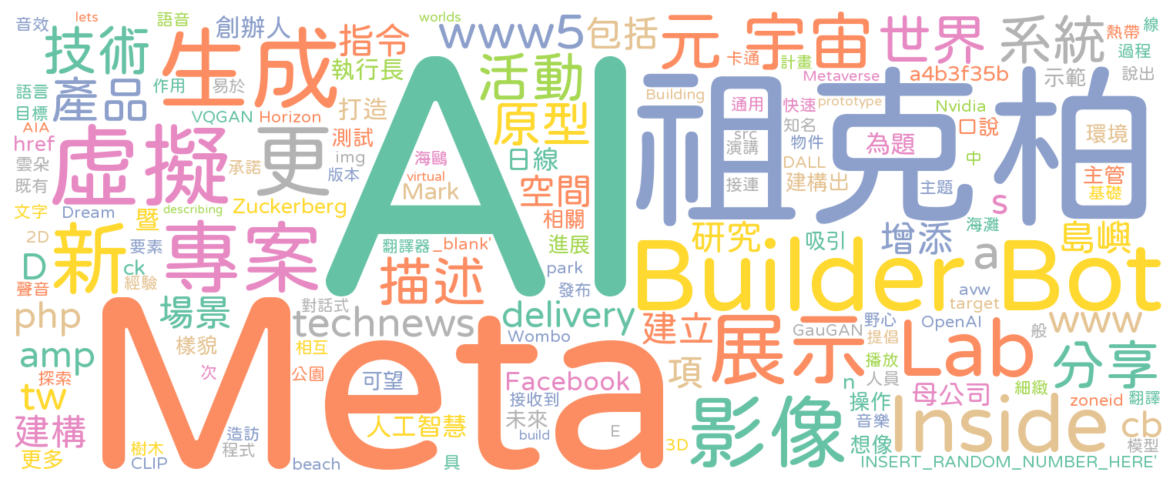 音效 lets 語音 創辦人 指令 worlds www5 包括 元宇宙 世界 系統 熱帶 線
技術 生成 執行長 活動 卡通 計畫 過程
產品 作用 易於 打造 原型 Metaverse a4b3f35b 示範 說出
語言 目標 VQGAN Horizon Building 通用 快速 prototype Nvidia
AIA 虛擬 更 測試 AI 祖克柏 src 知名 為題 口說 環境
href img 海鷗 日線 演講 物件 中
雲朵 承諾 版本 virtual 空間 DALL 主管
既有 Mark 接連 建構出 主題 基礎
文字 Dream describing 暨 Zuckerberg 相關 s 海灘
2D 新 要素 專案 翻譯器 _blank' 進展 研究 吸引 增添 島嶼
D ck 描述 park Builder Bot a
聲音 經驗 發布 avw
php 場景 對話式 technews delivery 建立 展示 target www
樣貌 Wombo GauGAN 野心 OpenAI
amp Meta 相互 項 提倡 Lab 般 分享
探索 次 公園 可望 Facebook 播放
tw 接收到 n 人員 母公司 細緻 zoneid 翻譯
建構 造訪 人工智慧 未來 E 影像 操作 Inside cb
樹木 程式 build 3D 音樂 想像 模型
更多 CLIP beach 具 INSERT_RANDOM_NUMBER_HERE'